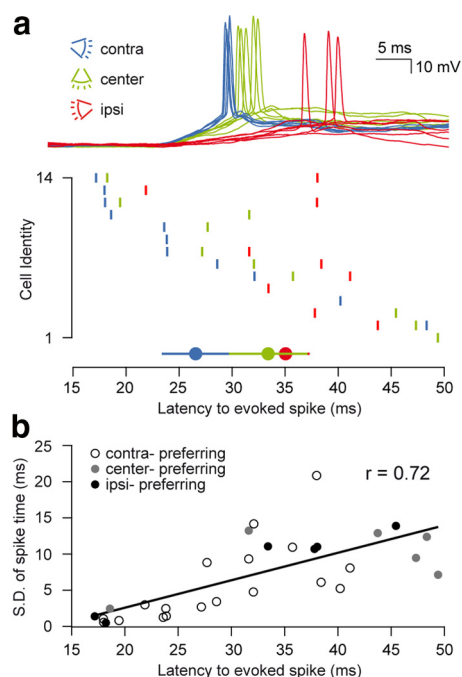 a
contra
center
ipsi
5 ms
10 mV
14
Cell Identity
1
15 20 25 30 35 40 45 50
Latency to evoked spike (ms)
b
contra- preferring
center- preferring
ipsi- preferring
r = 0.72
S.D. of spike time (ms)
25
20
15
10
5
0
15 20 25 30 35 40 45 50
Latency to evoked spike (ms)